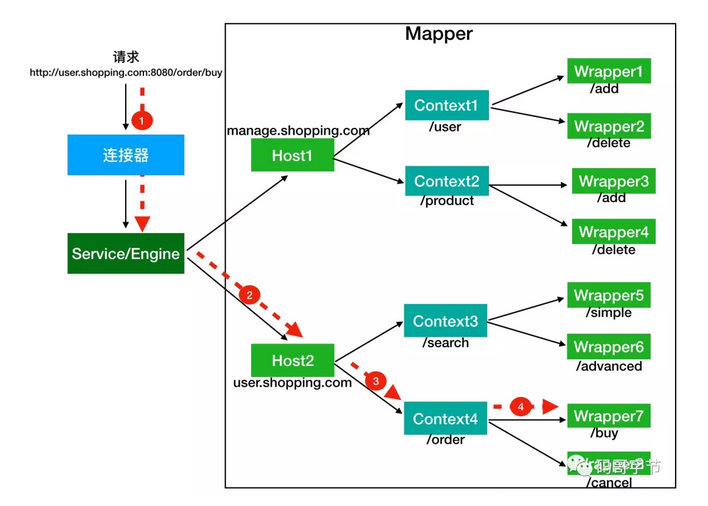 Mapper
请求
http://user.shopping.com:8080/order/buy
1
连接器
Service/Engine
manage.shopping.com
Host1
Context1
/user
Wrapper1
/add
Wrapper2
/delete
Context2
/product
Wrapper3
/add
Wrapper4
/delete
2
Host2
user.shopping.com
Context3
/search
Wrapper5
/simple
Wrapper6
/advanced
3
Context4
/order
4
Wrapper7
/buy
码哥字节
/cancel